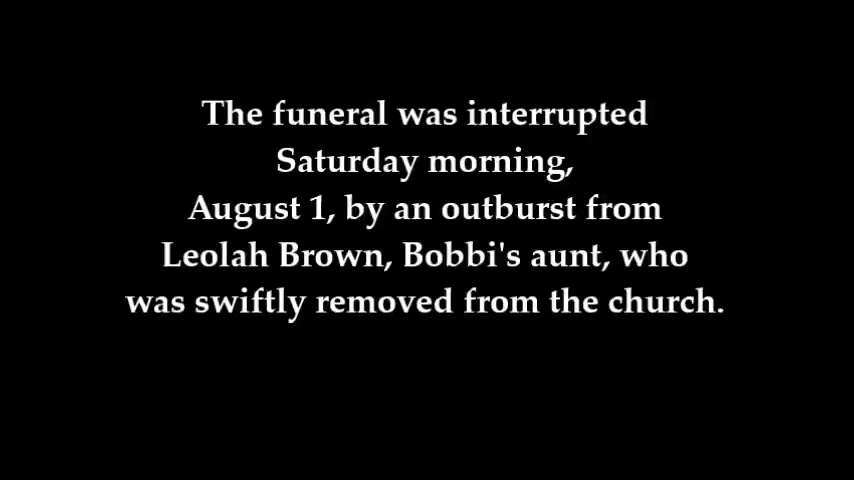 The funeral was interrupted
Saturday morning,
August 1, by an outburst from
Leolah Brown, Bobbi's aunt, who
was swiftly removed from the church.